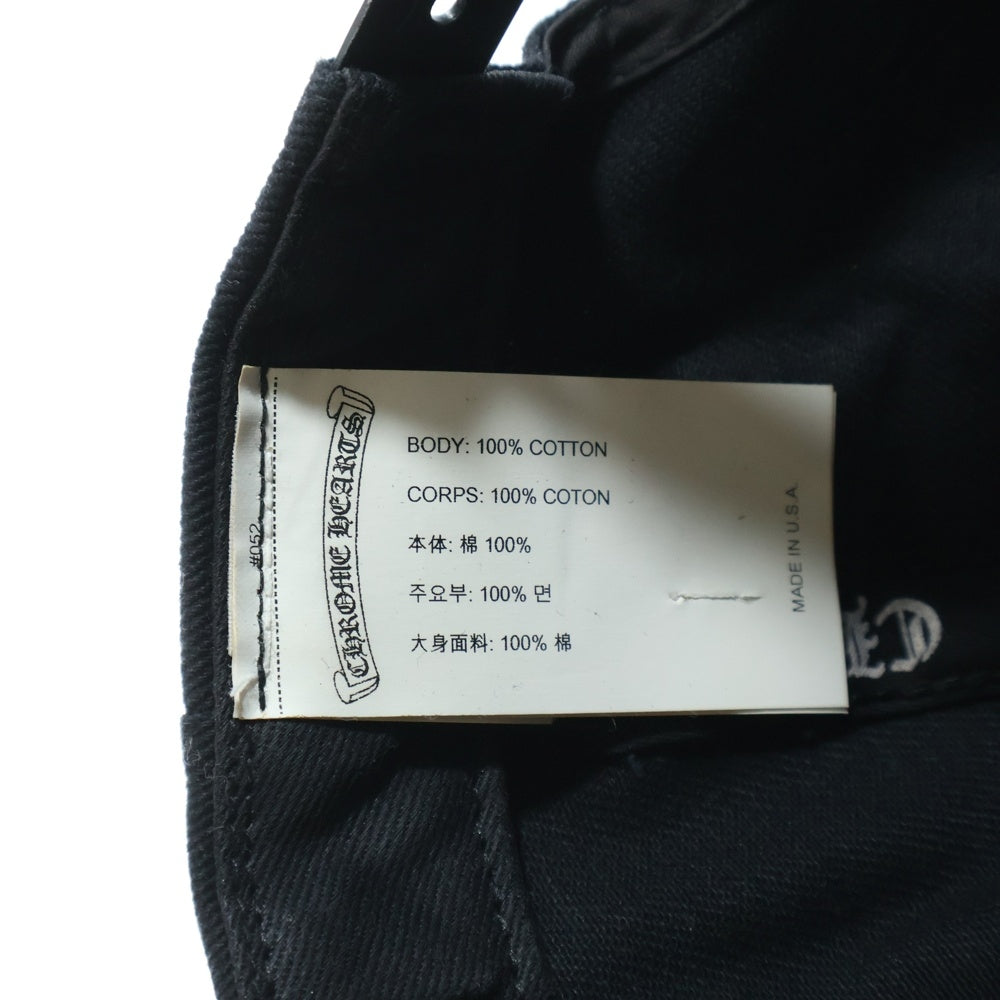 #052
CHROME HEARTS
BODY: 100% COTTON
CORPS: 100% COTON
本体: 棉 100%
주요부: 100% 면
大身面料: 100% 棉
MADE IN U.S.A.